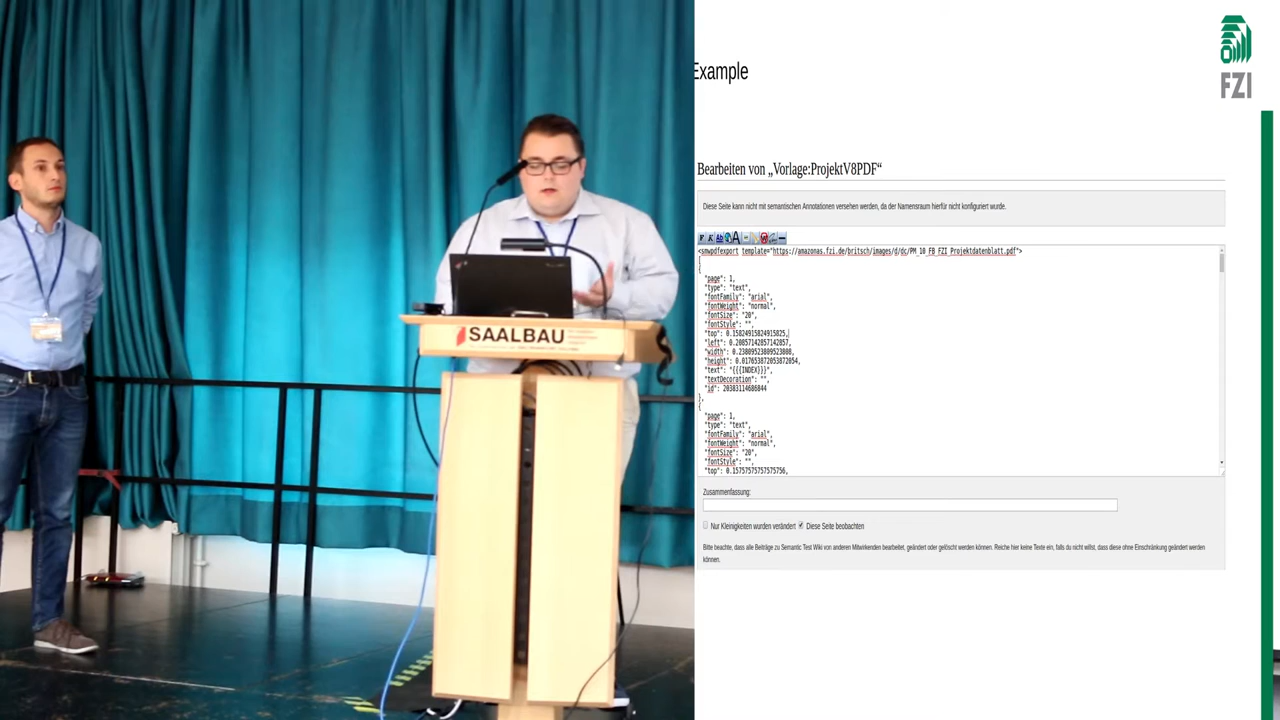 Example
FZI
Bearbeiten von „Vorlage:ProjektV8PDF“
Diese Seite kann nicht mit semantischen Annotationen versehen werden, da der Namensraum hierfür nicht konfiguriert wurde.
<smwpdfexport template="https://amazonas.fzi.de/britsch/images/d/dc/PM_10_FB_FZI_Projektdatenblatt.pdf">
[
{
"page": 1,
"type": "text",
"fontFamily": "arial",
"fontWeight": "normal",
"fontSize": "20",
"fontStyle": "",
"top": 0.15824915824915825,
"left": 0.20857142857142857,
"width": 0.23809523809523808,
"height": 0.017653872053872054,
"text": "{{{INDEX}}}",
"textDecoration": "",
"id": 20383114686844
},
{
"page": 1,
"type": "text",
"fontFamily": "arial",
"fontWeight": "normal",
"fontSize": "20",
"fontStyle": "",
"top": 0.15757575757575756,
Zusammenfassung:
Nur Kleinigkeiten wurden verändert Diese Seite beobachten
Bitte beachte, dass alle Beiträge zu Semantic Test Wiki von anderen Mitwirkenden bearbeitet, geändert oder gelöscht werden können. Reiche hier keine Texte ein, falls du nicht willst, dass diese ohne Einschränkung geändert werden
können.
SAALBAU